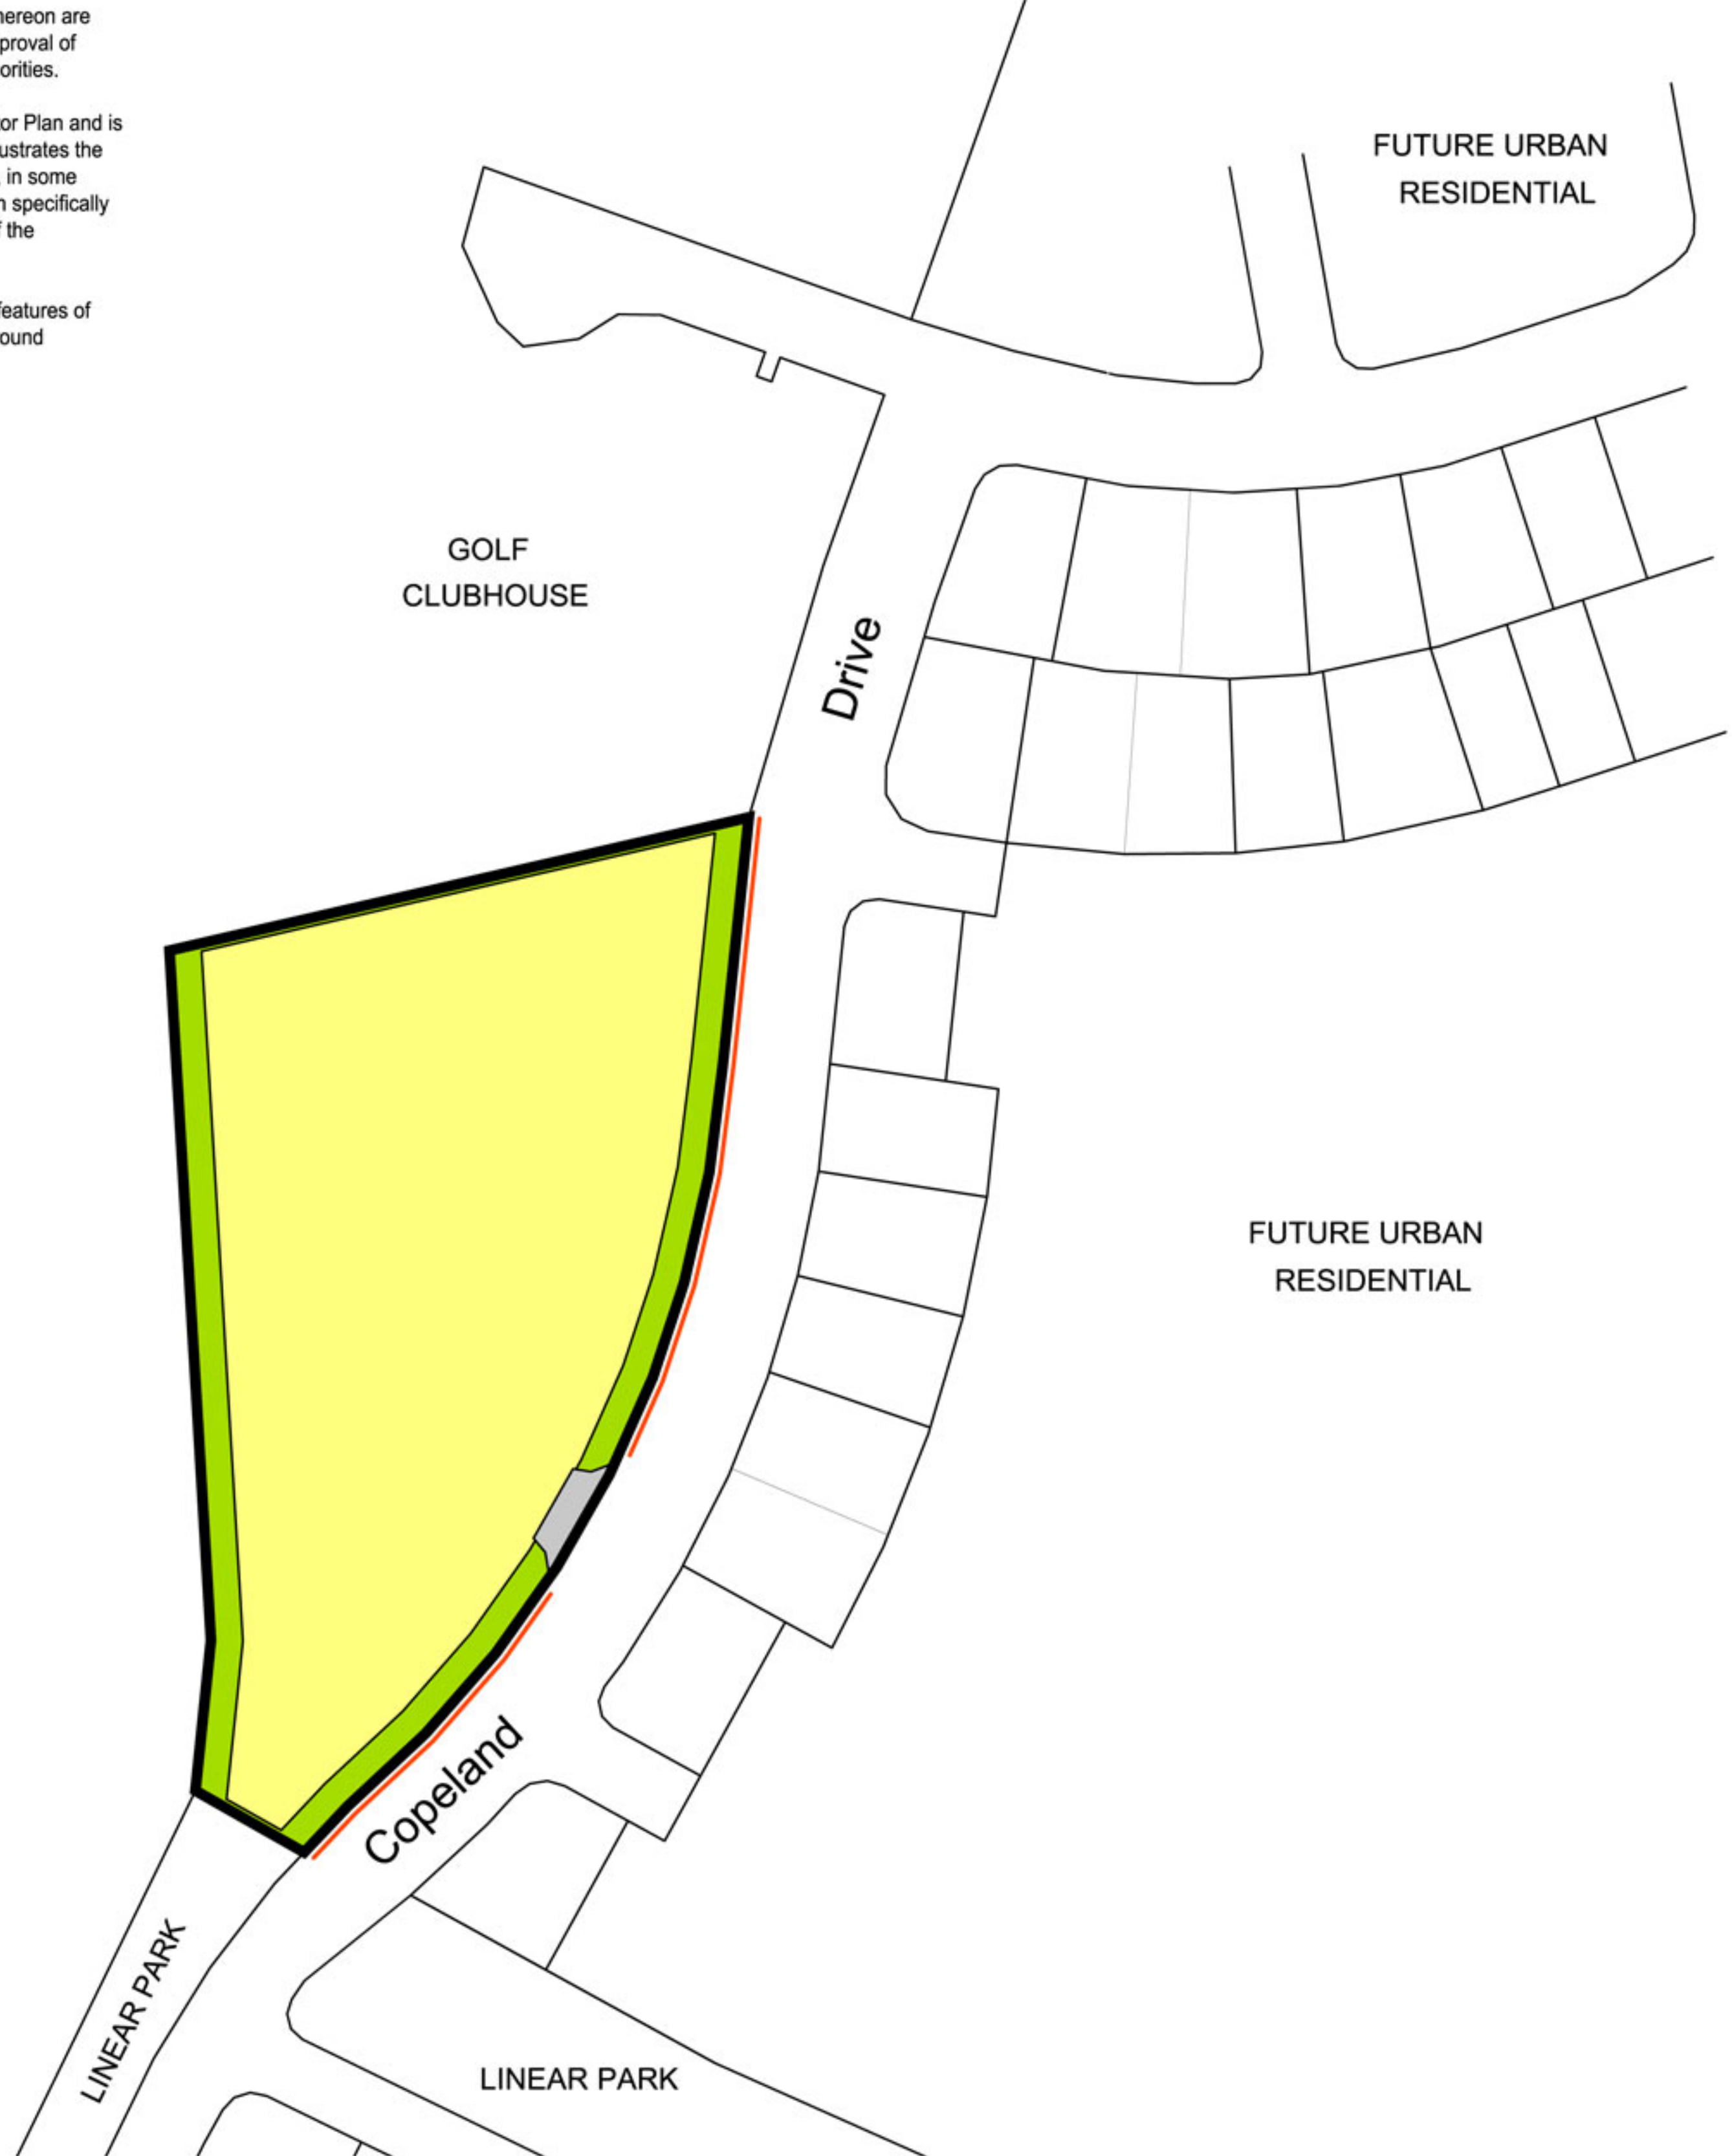 hereon are
proval of
orities.
tor Plan and is
ustrates the
in some
n specifically
f the
features of
ound
FUTURE URBAN
RESIDENTIAL
GOLF
CLUBHOUSE
Drive
FUTURE URBAN
RESIDENTIAL
Copeland
LINEAR PARK
LINEAR PARK